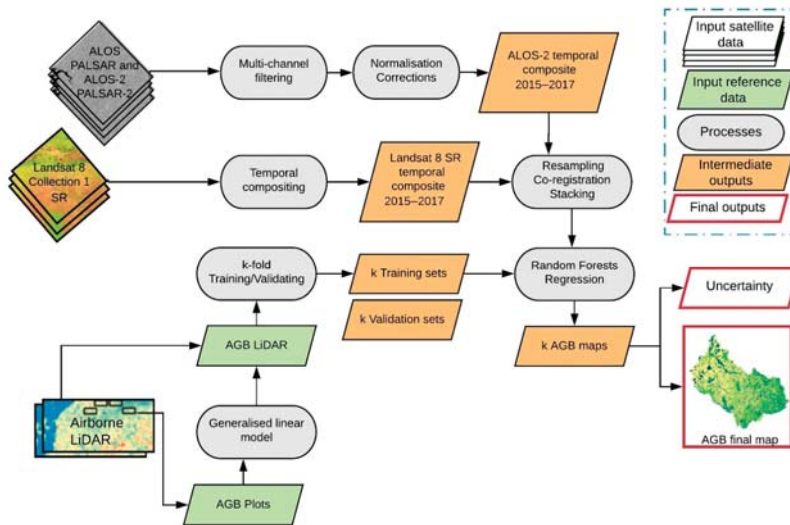 ALOS
PALSAR and
ALOS-2
PALSAR-2
Multi-channel
filtering
Normalisation
Corrections
ALOS-2 temporal
composite
2015–2017
Input satellite
data
Input reference
data
Processes
Intermediate
outputs
Final outputs
Landsat 8
Collection 1
SR
Temporal
compositing
Landsat 8 SR
temporal
composite
2015–2017
Resampling
Co-registration
Stacking
k-fold
Training/Validating
k Training sets
Random Forests
Regression
Uncertainty
k Validation sets
AGB LiDAR
k AGB maps
Airborne
LiDAR
Generalised linear
model
AGB final map
AGB Plots